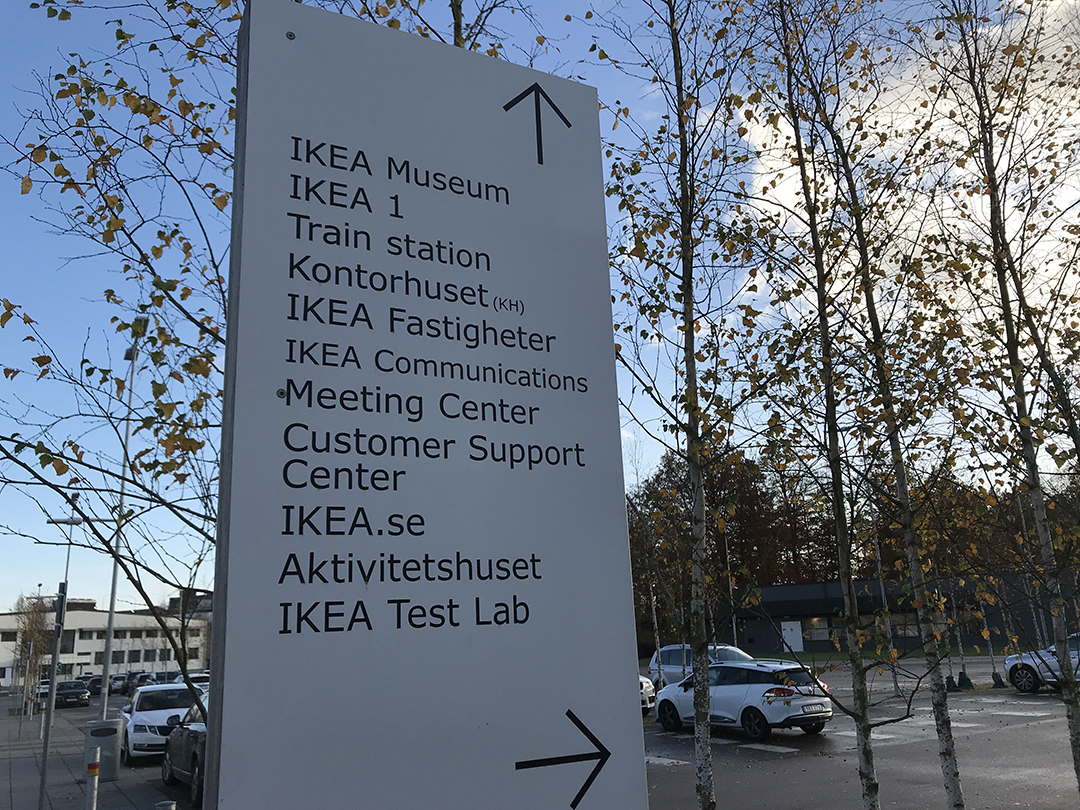 IKEA Museum
IKEA 1
Train station
Kontorhuset (KH)
IKEA Fastigheter
IKEA Communications
Meeting Center
Customer Support
Center
IKEA.se
Aktivitetshuset
IKEA Test Lab